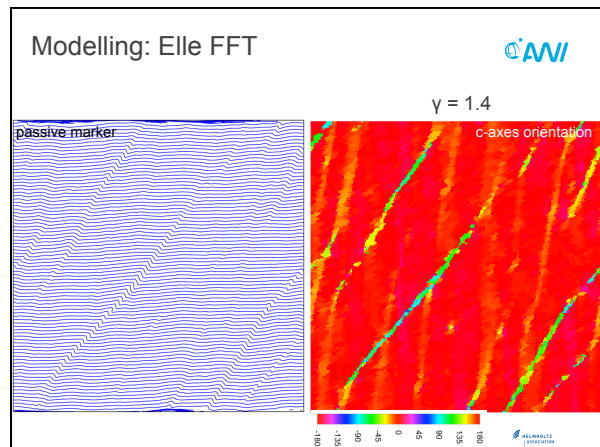 Modelling: Elle FFT
AWI
γ = 1.4
passive marker
c-axes orientation
-180 -135 -90 -45 0 45 90 135 180
HELMHOLTZ
ASSOCIATION